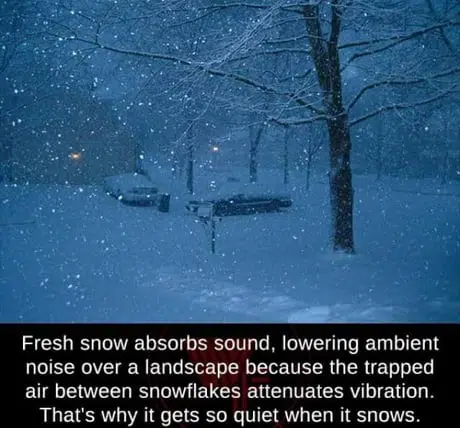 Fresh snow absorbs sound, lowering ambient
noise over a landscape because the trapped
air between snowflakes attenuates vibration.
That's why it gets so quiet when it snows.